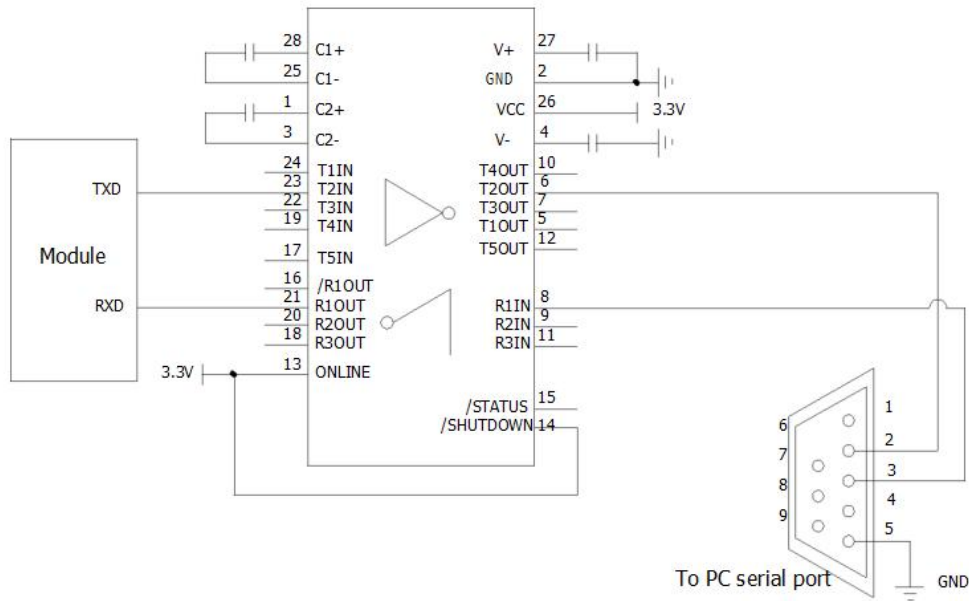 28 C1+ V+ 27
25 C1- GND 2
1 C2+ VCC 26 3.3V
3 C2- V- 4
24 T1IN T4OUT 10
TXD 23 T2IN T2OUT 6
22 T3IN T3OUT 7
19 T4IN T1OUT 5
17 T5IN T5OUT 12
Module
16 /R1OUT
RXD 21 R1OUT R1IN 8
20 R2OUT R2IN 9
18 R3OUT R3IN 11
3.3V 13 ONLINE
/STATUS 15
/SHUTDOWN 14
1
6
2
7
3
8
4
9
5
To PC serial port
GND